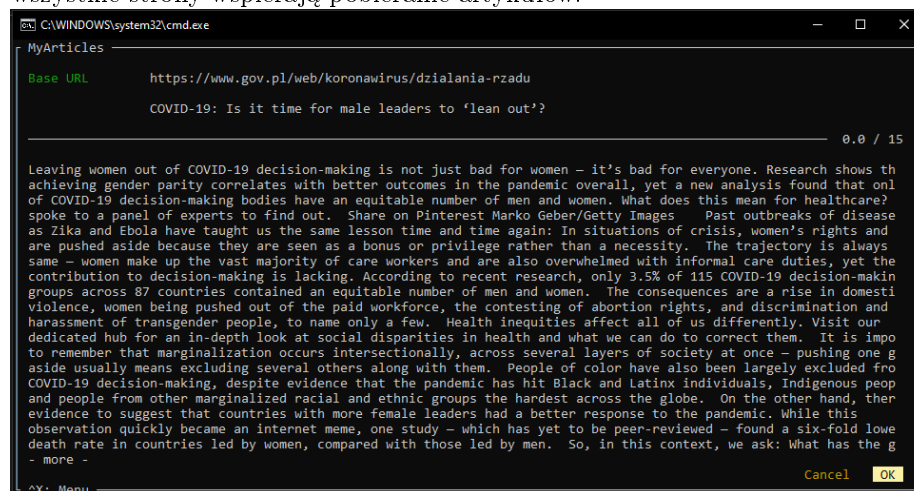 wszystkie strony wspierają pobieranie artykułów.
C:\WINDOWS\system32\cmd.exe
MyArticles
Base URL https://www.gov.pl/web/koronawirus/dzialania-rzadu
COVID-19: Is it time for male leaders to ‘lean out’?
0.0 / 15
Leaving women out of COVID-19 decision-making is not just bad for women — it’s bad for everyone. Research shows th
achieving gender parity correlates with better outcomes in the pandemic overall, yet a new analysis found that onl
of COVID-19 decision-making bodies have an equitable number of men and women. What does this mean for healthcare?
spoke to a panel of experts to find out. Share on Pinterest Marko Geber/Getty Images Past outbreaks of disease
as Zika and Ebola have taught us the same lesson time and time again: In situations of crisis, women’s rights and
are pushed aside because they are seen as a bonus or privilege rather than a necessity. The trajectory is always
same — women make up the vast majority of care workers and are also overwhelmed with informal care duties, yet the
contribution to decision-making is lacking. According to recent research, only 3.5% of 115 COVID-19 decision-makin
groups across 87 countries contained an equitable number of men and women. The consequences are a rise in domesti
violence, women being pushed out of the paid workforce, the contesting of abortion rights, and discrimination and
harassment of transgender people, to name only a few. Health inequities affect all of us differently. Visit our
dedicated hub for an in-depth look at social disparities in health and what we can do to correct them. It is impo
to remember that marginalization occurs intersectionally, across several layers of society at once — pushing one g
aside usually means excluding several others along with them. People of color have also been largely excluded fro
COVID-19 decision-making, despite evidence that the pandemic has hit Black and Latinx individuals, Indigenous peop
and people from other marginalized racial and ethnic groups the hardest across the globe. On the other hand, ther
evidence to suggest that countries with more female leaders had a better response to the pandemic. While this
observation quickly became an internet meme, one study — which has yet to be peer-reviewed — found a six-fold lowe
death rate in countries led by women, compared with those led by men. So, in this context, we ask: What has the g
- more -
Cancel OK
^X: Menu